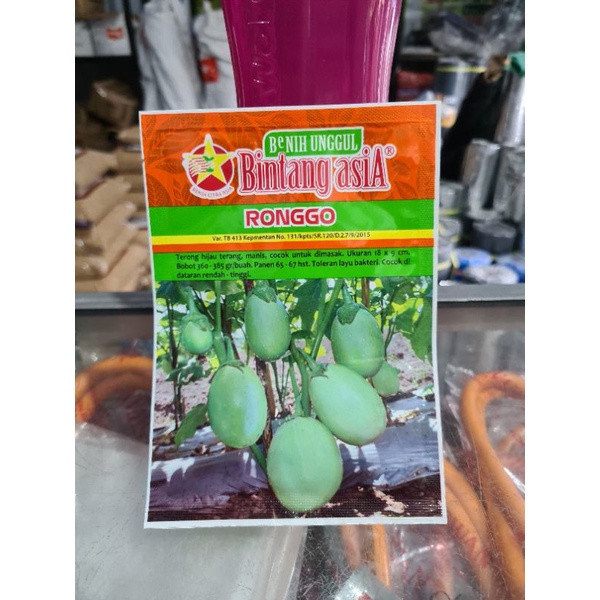 BeNIH UNGGUL
Bintang asiA®
RONGGO
Var. TB 413 Kepmentan No. 131/kpts/SR.120/D.2.7/9/2015
Terong hijau terang, manis, cocok untuk dimasak. Ukuran 18 x 9 cm.
Bobot 360 - 385 gr/buah. Panen 65 - 67 hst. Toleran layu bakteri. Cocok di
dataran rendah - tinggi.